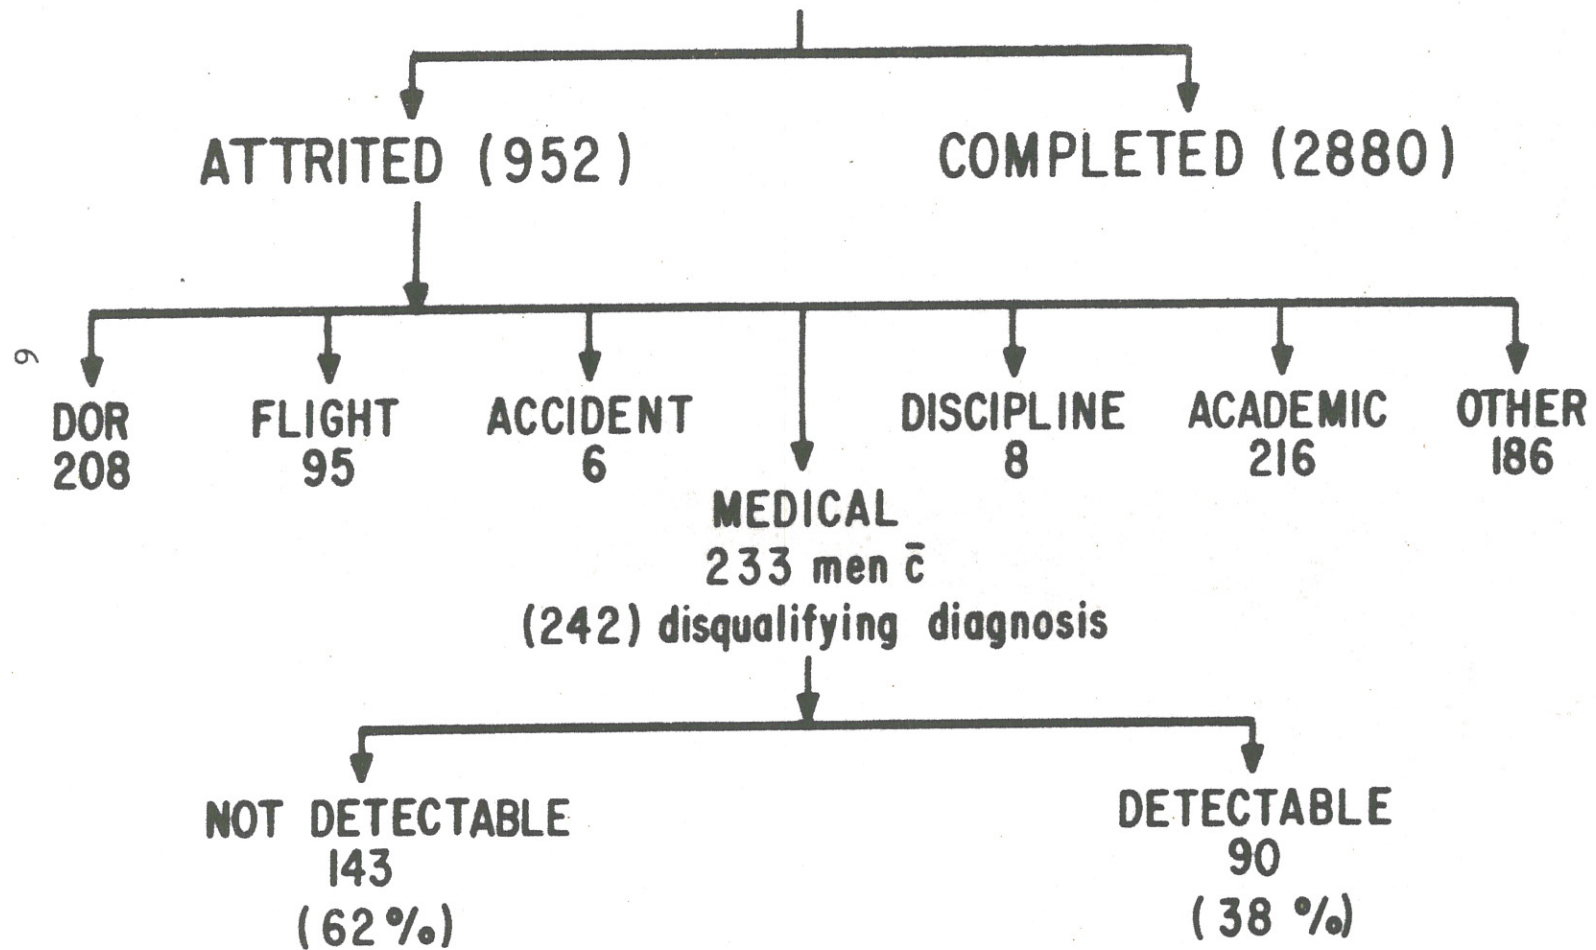 ATTRITED (952)
COMPLETED (2880)
6
DOR
208
FLIGHT
95
ACCIDENT
6
MEDICAL
233 men c̄
(242) disqualifying diagnosis
DISCIPLINE
8
ACADEMIC
216
OTHER
186
NOT DETECTABLE
143
(62%)
DETECTABLE
90
(38 %)